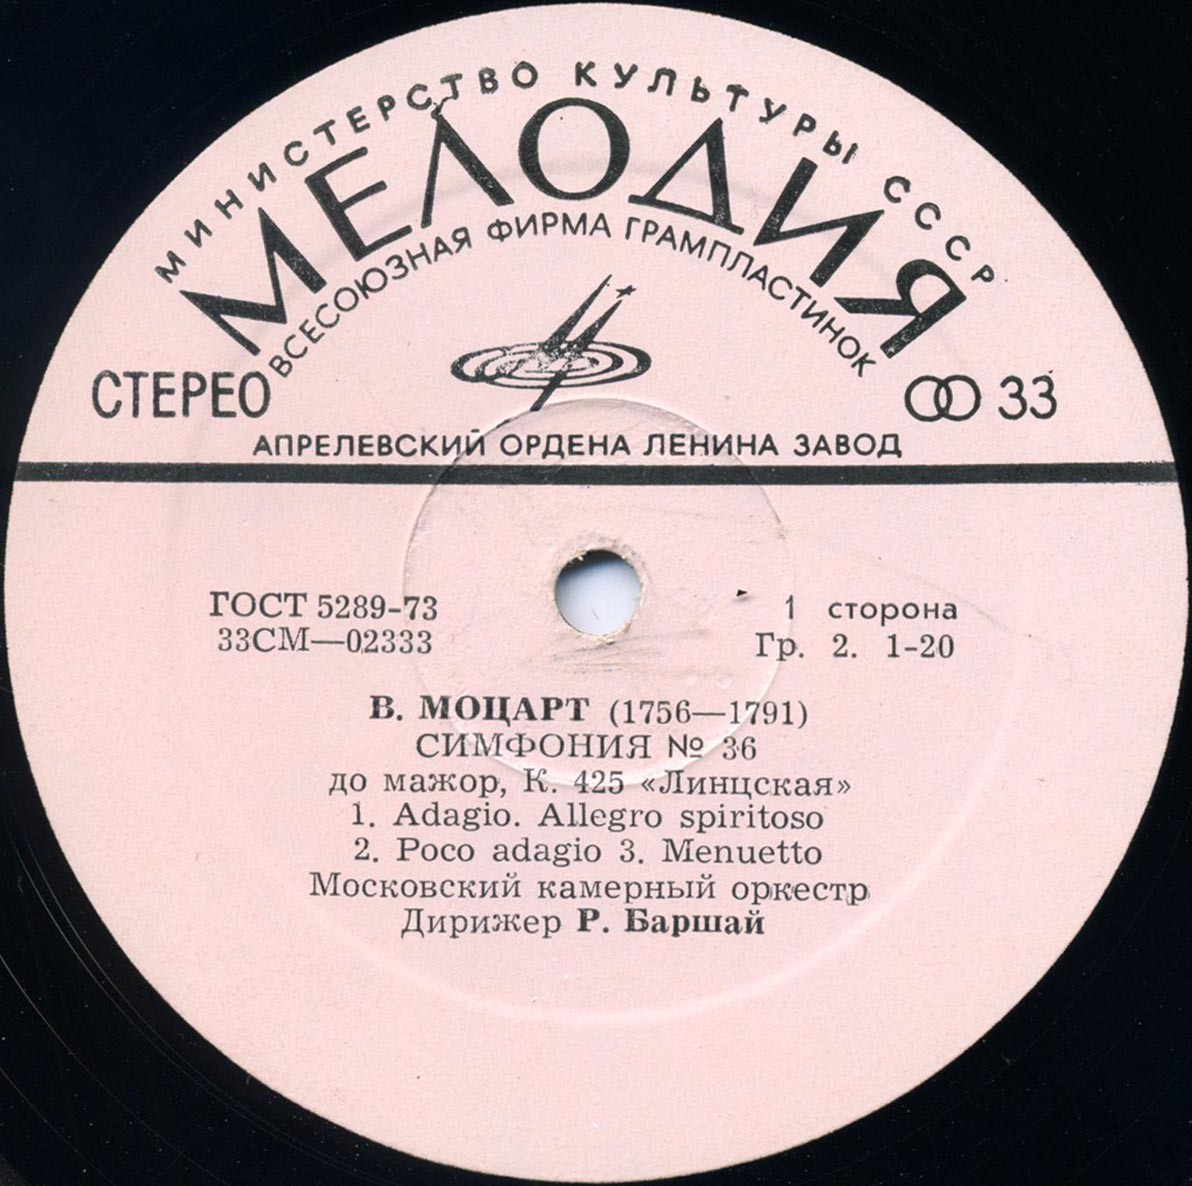 МИНИСТЕРСТВО КУЛЬТУРЫ СССР
МЕЛОДИЯ
ВСЕСОЮЗНАЯ ФИРМА ГРАМПЛАСТИНОК
СТЕРЕО
33
АПРЕЛЕВСКИЙ ОРДЕНА ЛЕНИНА ЗАВОД
ГОСТ 5289-73
33СМ—02333
1 сторона
Гр. 2. 1-20
В. МОЦАРТ (1756—1791)
СИМФОНИЯ № 36
до мажор, К. 425 «Линцская»
1. Adagio. Allegro spiritoso
2. Poco adagio 3. Menuetto
Московский камерный оркестр
Дирижер Р. Баршай